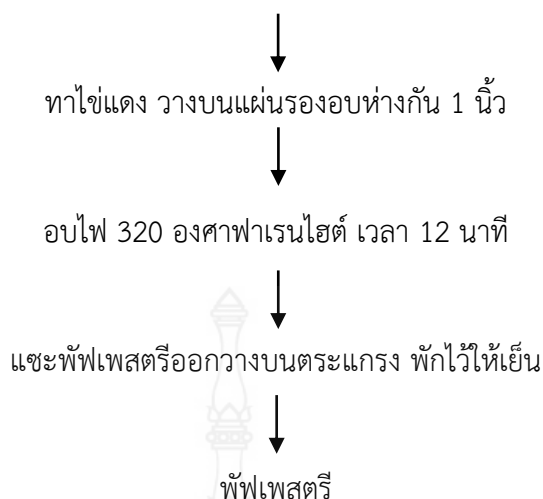 ทาไข่แดง วางบนแผ่นรองอบห่างกัน 1 นิ้ว
อบไฟ 320 องศาฟาเรนไฮต์ เวลา 12 นาที
แซะพัฟเพสตรีออกวางบนตระแกรง พักไว้ให้เย็น
พัฟเพสตรี